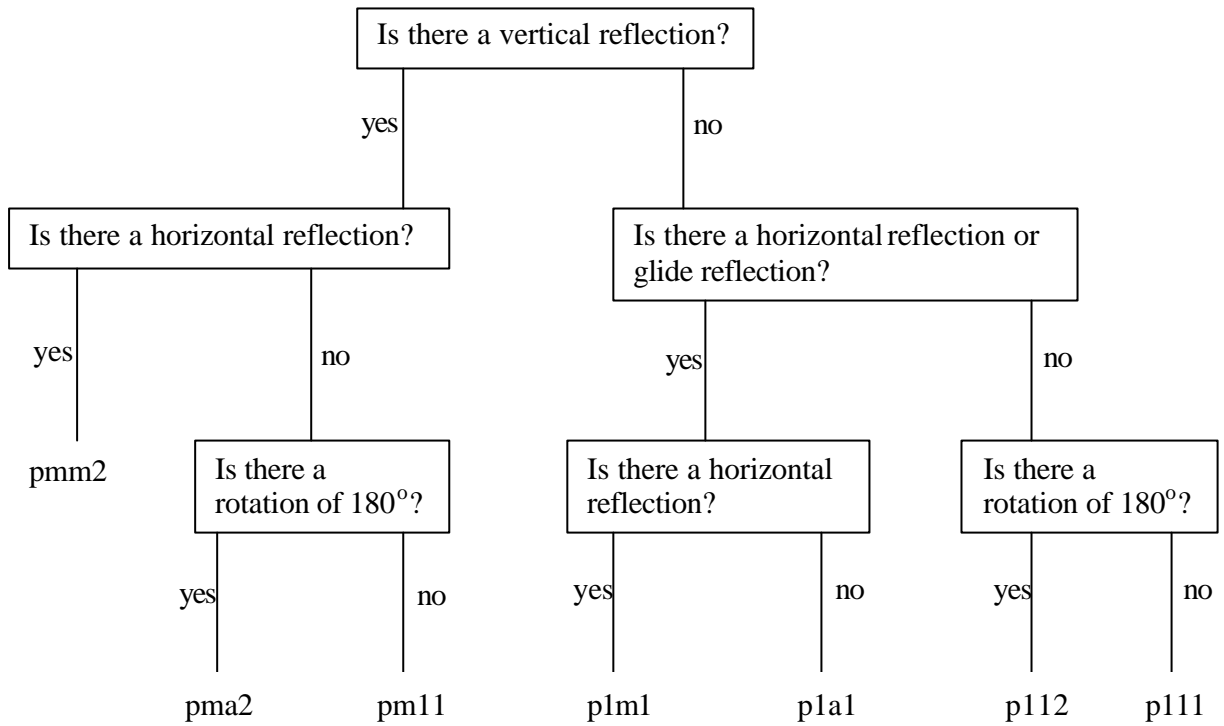 Is there a vertical reflection?
yes
no
Is there a horizontal reflection?
Is there a horizontal reflection or
glide reflection?
yes
no
yes
no
pmm2
Is there a
rotation of 180°?
Is there a horizontal
reflection?
Is there a
rotation of 180°?
yes
no
yes
no
yes
no
pma2
pm11
p1m1
p1a1
p112
p111